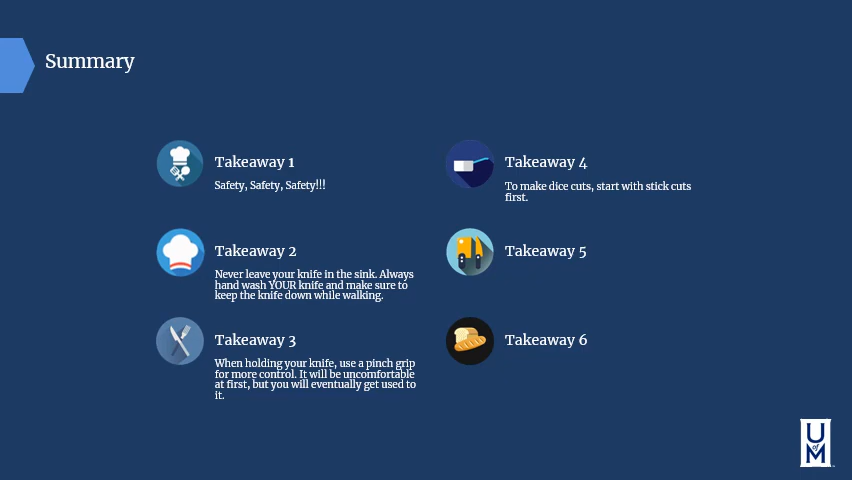 Summary
Takeaway 1
Safety, Safety, Safety!!!
Takeaway 2
Never leave your knife in the sink. Always
hand wash YOUR knife and make sure to
keep the knife down while walking.
Takeaway 3
When holding your knife, use a pinch grip
for more control. It will be uncomfortable
at first, but you will eventually get used to
it.
Takeaway 4
To make dice cuts, start with stick cuts
first.
Takeaway 5
Takeaway 6
U
of
M